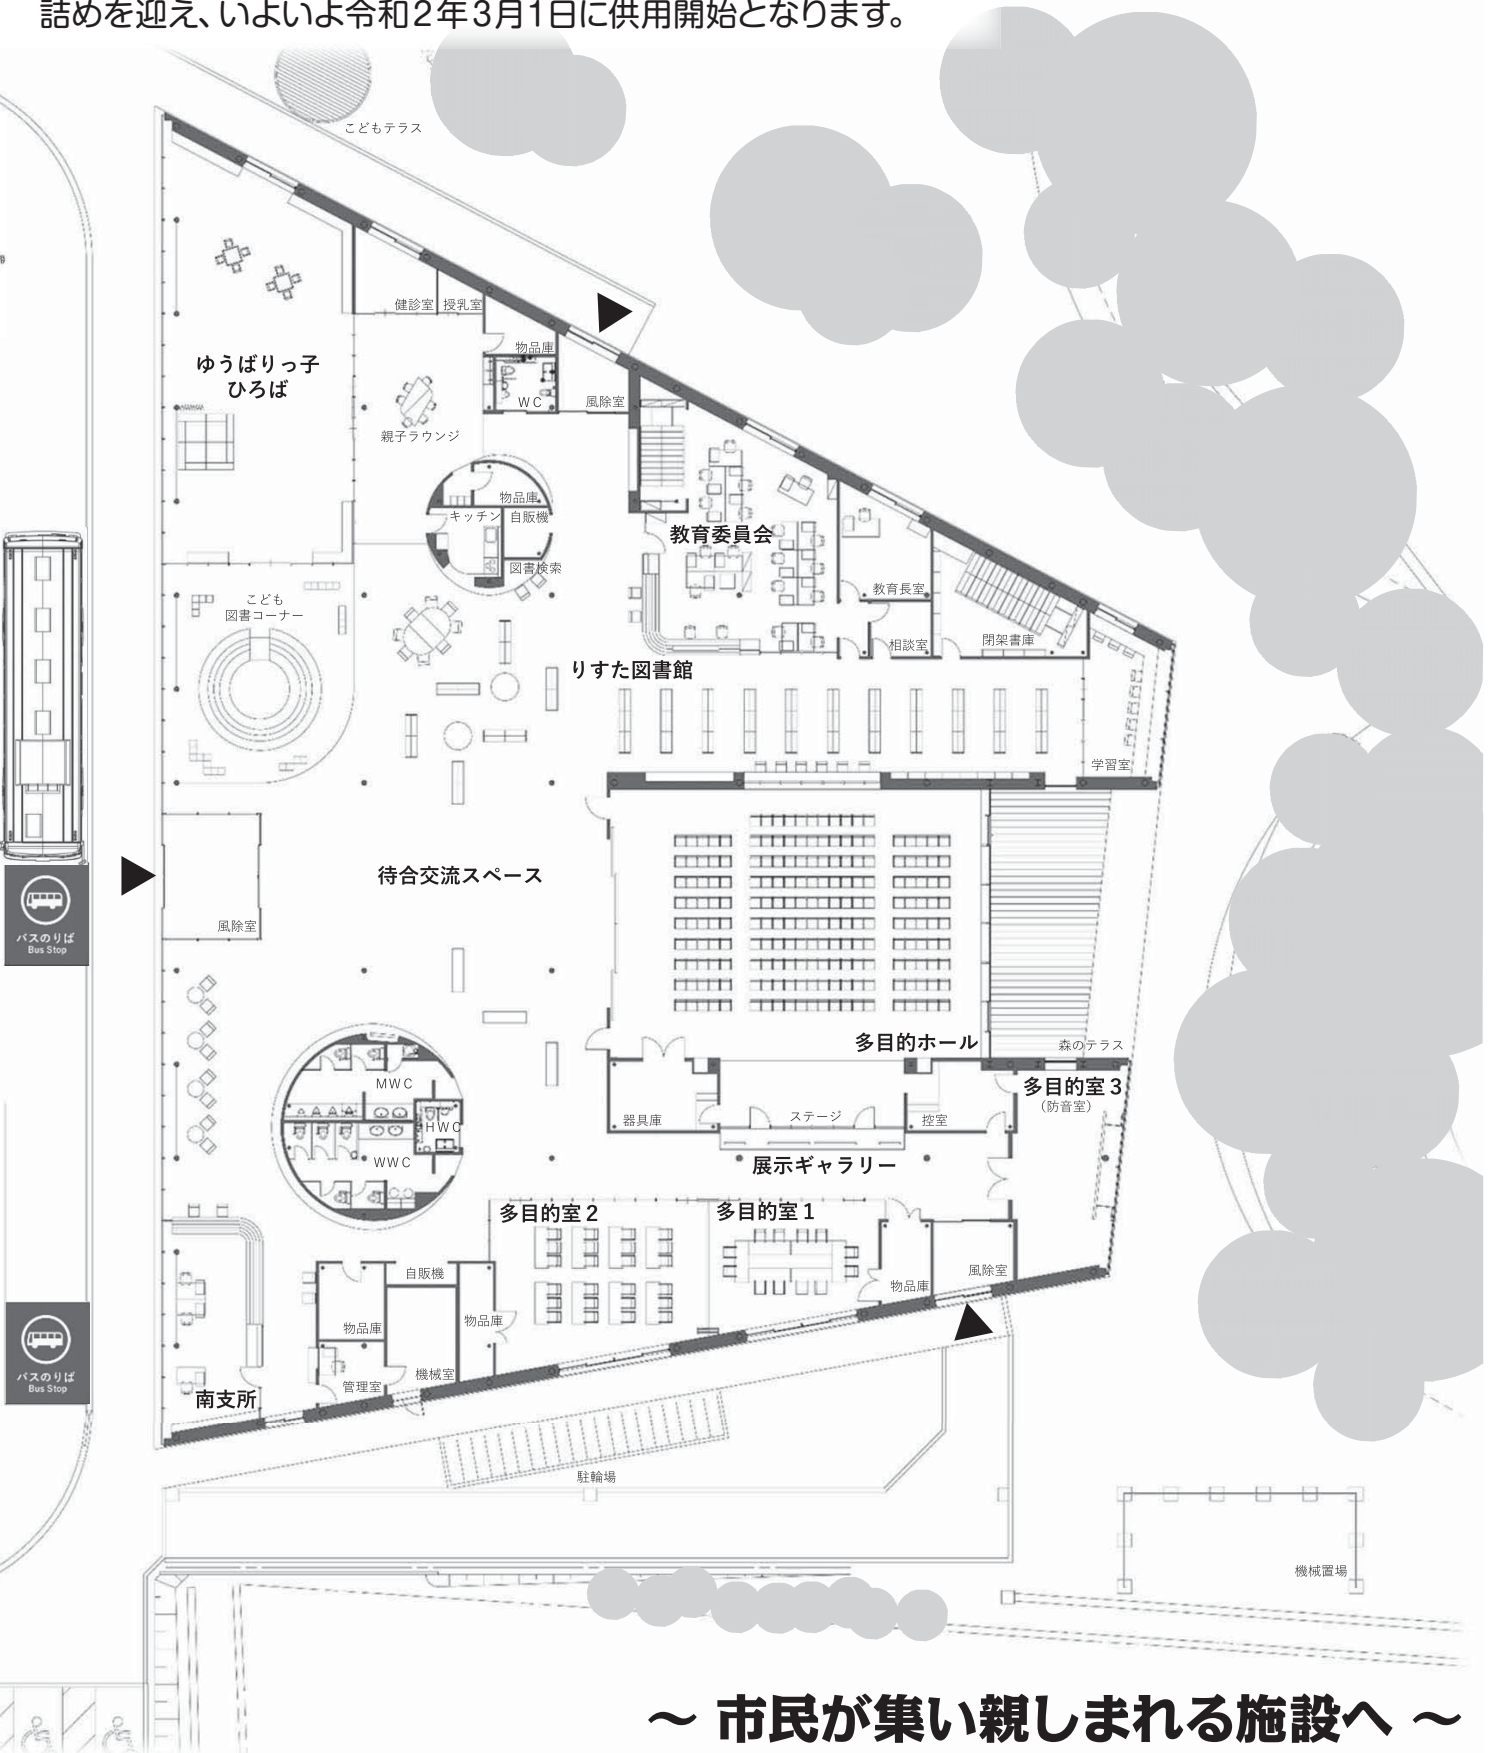 詰めを迎え、いよいよ令和２年３月１日に供用開始となります。
こどもテラス
健診室
授乳室
物品庫
ゆうばりっ子
ひろば
WC
風除室
親子ラウンジ
物品庫
キッチン
自販機
教育委員会
図書検索
教育長室
こども
図書コーナー
相談室
閉架書庫
りすた図書館
学習室
待合交流スペース
風除室
バスのりば
Bus Stop
多目的ホール
森のテラス
MWC
多目的室３
（防音室）
器具庫
ステージ
控室
HWC
WWC
展示ギャラリー
多目的室２
多目的室１
自販機
風除室
物品庫
物品庫
物品庫
機械室
管理室
バスのりば
Bus Stop
南支所
駐輪場
機械置場
～ 市民が集い親しまれる施設へ ～